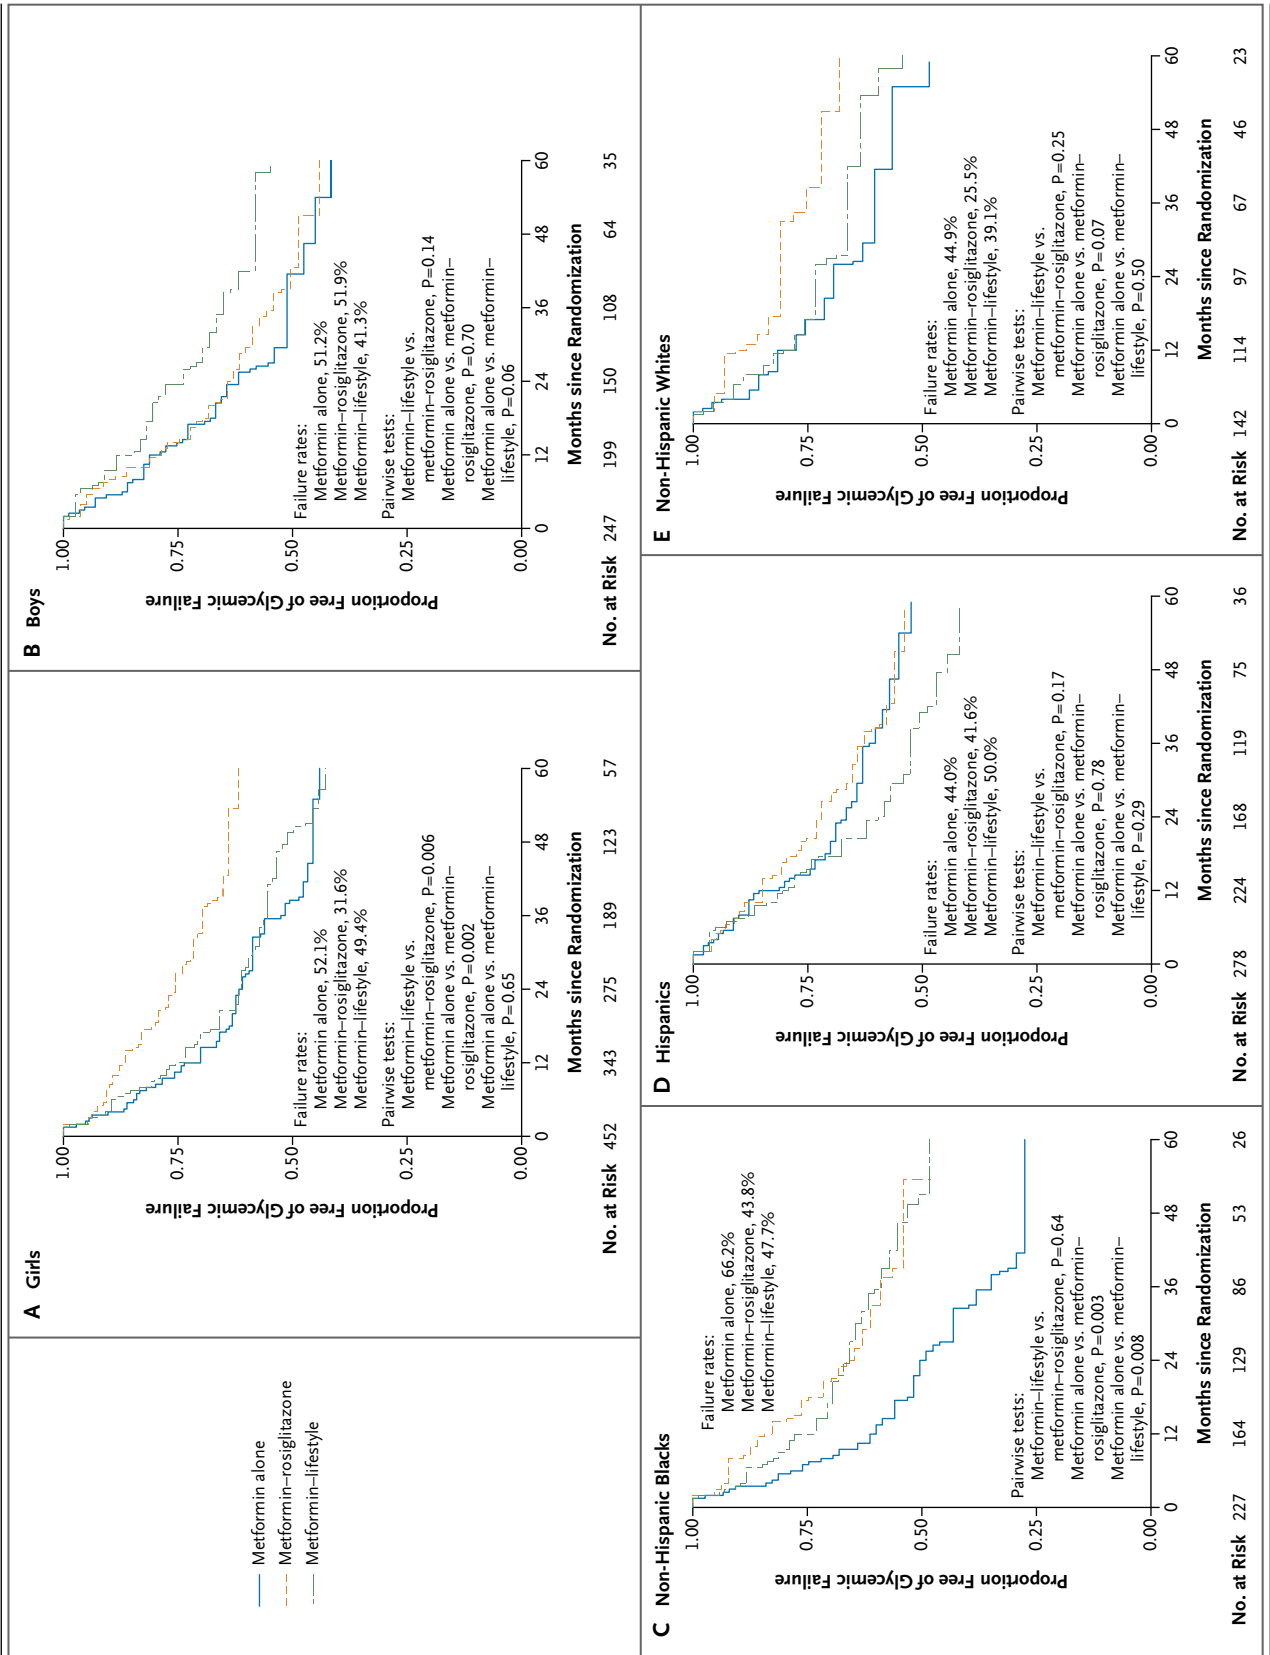 Metformin alone
Metformin–rosiglitazone
Metformin–lifestyle
A Girls
Proportion Free of Glycemic Failure
1.00
0.75
0.50
0.25
0.00
Failure rates:
Metformin alone, 52.1%
Metformin–rosiglitazone, 31.6%
Metformin–lifestyle, 49.4%
Pairwise tests:
Metformin–lifestyle vs.
metformin–rosiglitazone, P=0.006
Metformin alone vs. metformin–
rosiglitazone, P=0.002
Metformin alone vs. metformin–
lifestyle, P=0.65
0 12 24 36 48 60
Months since Randomization
No. at Risk 452 343 275 189 123 57
B Boys
Proportion Free of Glycemic Failure
1.00
0.75
0.50
0.25
0.00
Failure rates:
Metformin alone, 51.2%
Metformin–rosiglitazone, 51.9%
Metformin–lifestyle, 41.3%
Pairwise tests:
Metformin–lifestyle vs.
metformin–rosiglitazone, P=0.14
Metformin alone vs. metformin–
rosiglitazone, P=0.70
Metformin alone vs. metformin–
lifestyle, P=0.06
0 12 24 36 48 60
Months since Randomization
No. at Risk 247 199 150 108 64 35
C Non-Hispanic Blacks
Proportion Free of Glycemic Failure
1.00
0.75
0.50
0.25
0.00
Failure rates:
Metformin alone, 66.2%
Metformin–rosiglitazone, 43.8%
Metformin–lifestyle, 47.7%
Pairwise tests:
Metformin–lifestyle vs.
metformin–rosiglitazone, P=0.64
Metformin alone vs. metformin–
rosiglitazone, P=0.003
Metformin alone vs. metformin–
lifestyle, P=0.008
0 12 24 36 48 60
Months since Randomization
No. at Risk 227 164 129 86 53 26
D Hispanics
Proportion Free of Glycemic Failure
1.00
0.75
0.50
0.25
0.00
Failure rates:
Metformin alone, 44.0%
Metformin–rosiglitazone, 41.6%
Metformin–lifestyle, 50.0%
Pairwise tests:
Metformin–lifestyle vs.
metformin–rosiglitazone, P=0.17
Metformin alone vs. metformin–
rosiglitazone, P=0.78
Metformin alone vs. metformin–
lifestyle, P=0.29
0 12 24 36 48 60
Months since Randomization
No. at Risk 278 224 168 119 75 36
E Non-Hispanic Whites
Proportion Free of Glycemic Failure
1.00
0.75
0.50
0.25
0.00
Failure rates:
Metformin alone, 44.9%
Metformin–rosiglitazone, 25.5%
Metformin–lifestyle, 39.1%
Pairwise tests:
Metformin–lifestyle vs.
metformin–rosiglitazone, P=0.25
Metformin alone vs. metformin–
rosiglitazone, P=0.07
Metformin alone vs. metformin–
lifestyle, P=0.50
0 12 24 36 48 60
Months since Randomization
No. at Risk 142 114 97 67 46 23